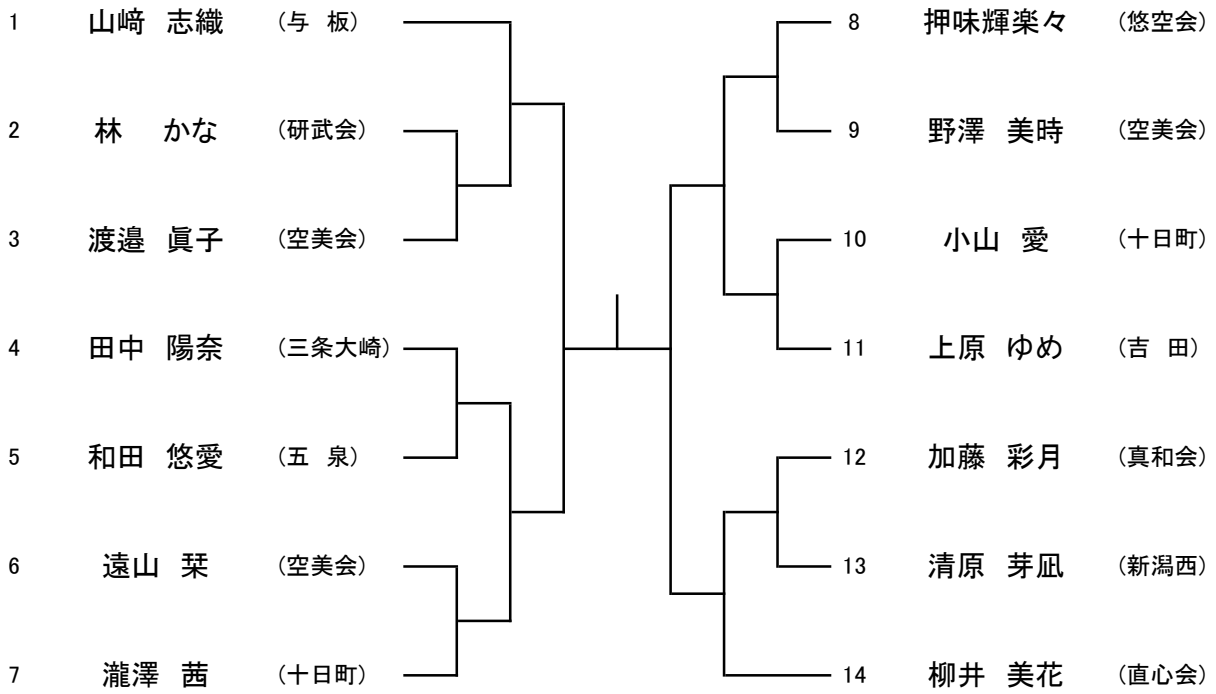 1 山﨑 志織 (与 板)
2 林 かな (研武会)
3 渡邉 眞子 (空美会)
4 田中 陽奈 (三条大崎)
5 和田 悠愛 (五 泉)
6 遠山 栞 (空美会)
7 瀧澤 茜 (十日町)
8 押味輝楽々 (悠空会)
9 野澤 美時 (空美会)
10 小山 愛 (十日町)
11 上原 ゆめ (吉 田)
12 加藤 彩月 (真和会)
13 清原 芽凪 (新潟西)
14 柳井 美花 (直心会)